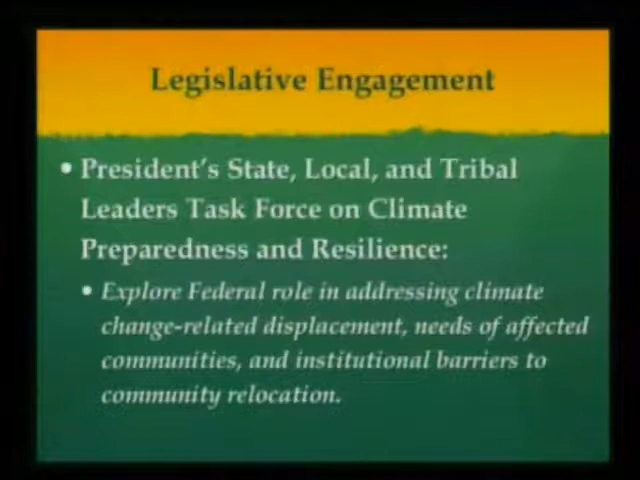 Legislative Engagement
• President's State, Local, and Tribal
Leaders Task Force on Climate
Preparedness and Resilience:
• Explore Federal role in addressing climate
change-related displacement, needs of affected
communities, and institutional barriers to
community relocation.